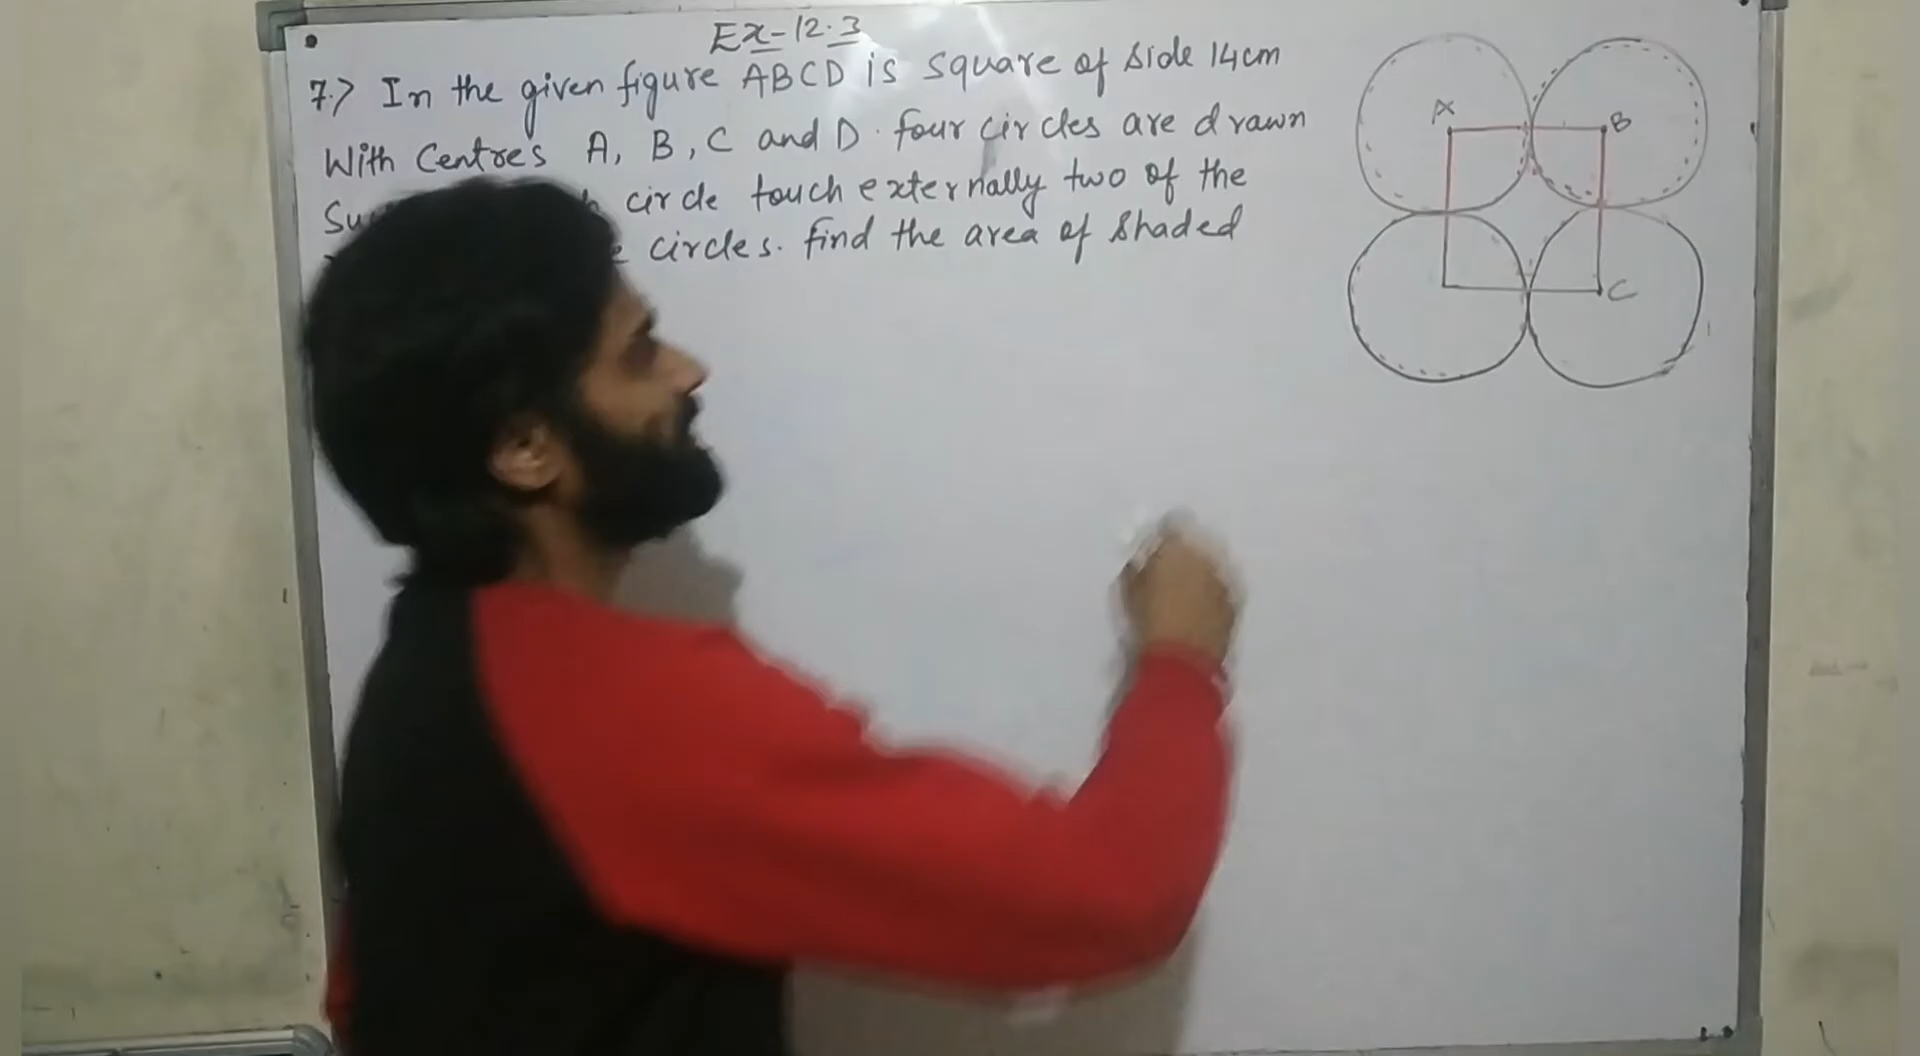 Ex-12.3
7.) In the given figure ABCD is square of side 14cm
With Centres A, B, C and D. four circles are drawn
circle touch externally two of the
circles. find the area of shaded
A
B
C